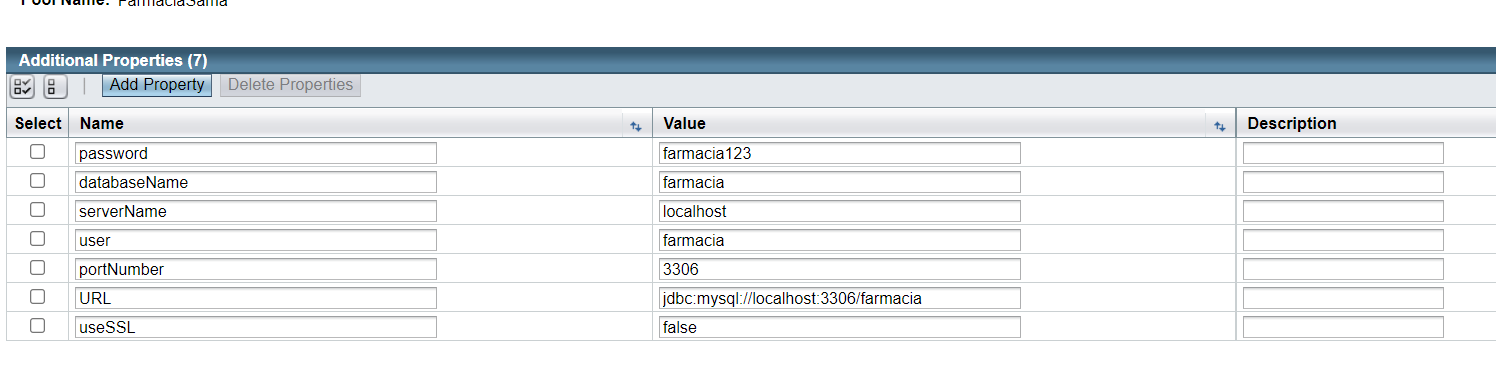 Pool Name: FarmaciaSama
Additional Properties (7)
Add Property Delete Properties
Select Name Value Description
password farmacia123
databaseName farmacia
serverName localhost
user farmacia
portNumber 3306
URL jdbc:mysql://localhost:3306/farmacia
useSSL false